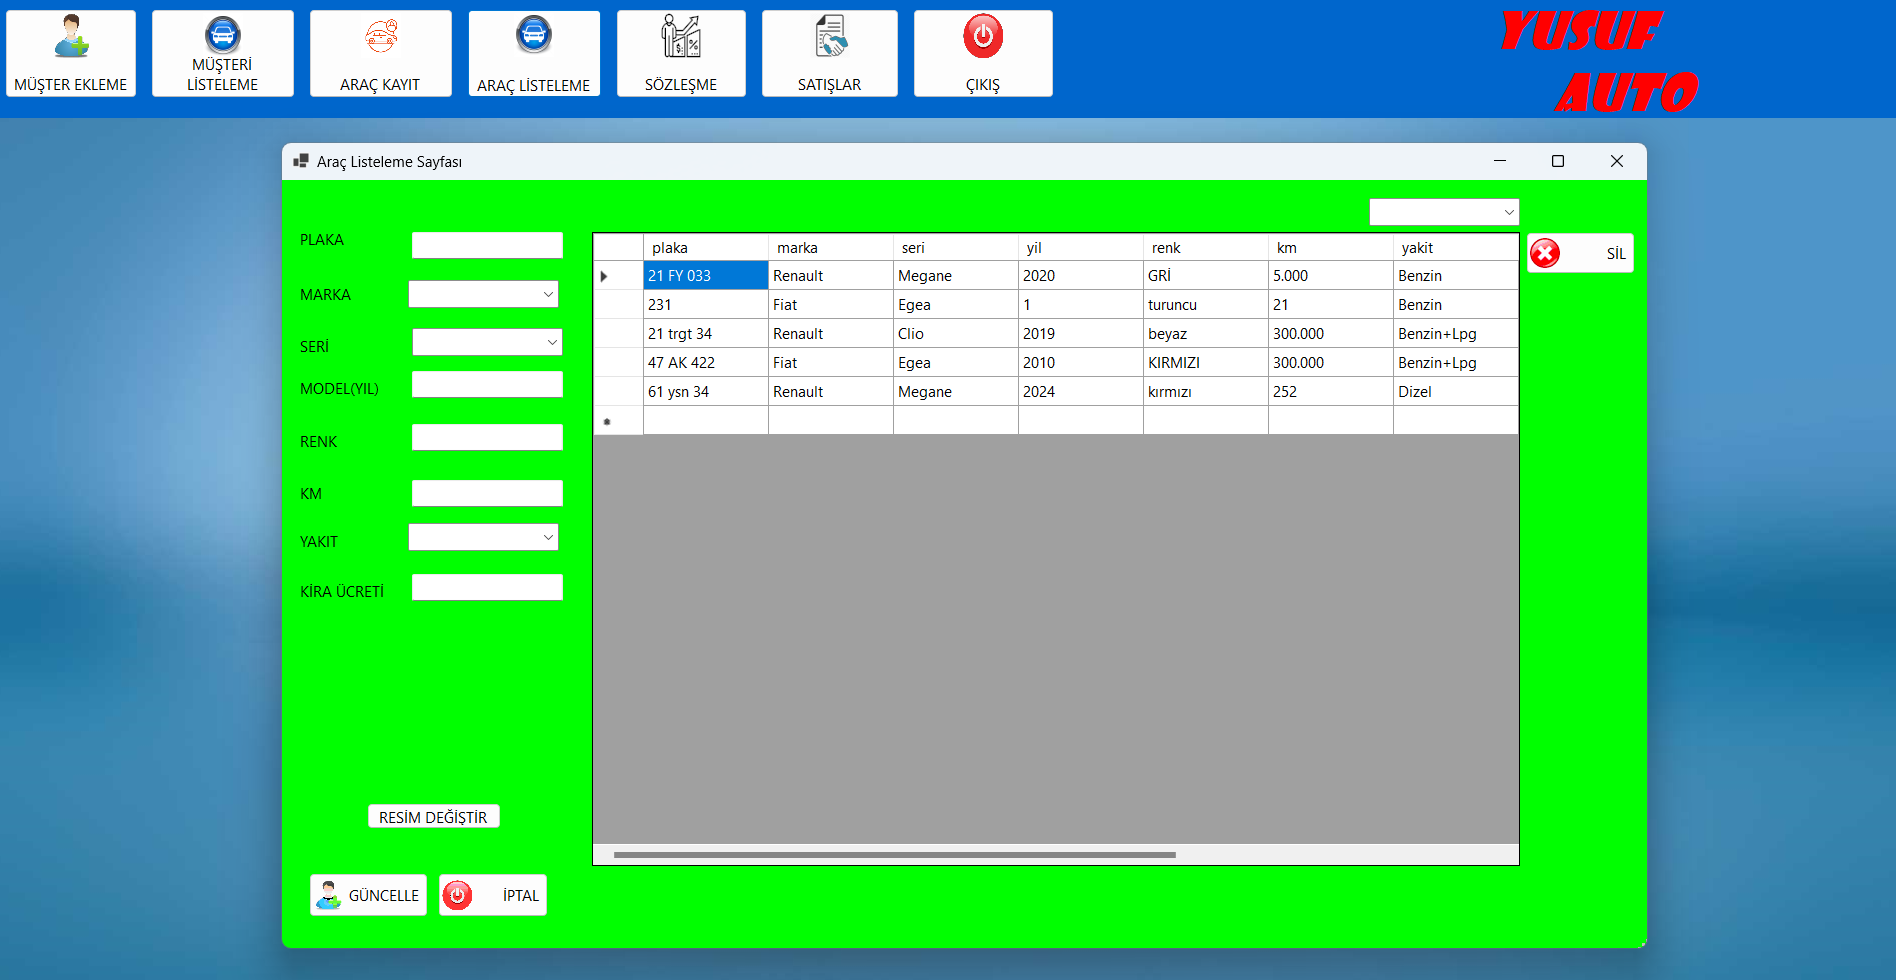 MÜŞTER EKLEME
MÜŞTERİ
LİSTELEME
ARAÇ KAYIT
ARAÇ LİSTELEME
SÖZLEŞME
SATIŞLAR
ÇIKIŞ
YUSUF
AUTO
Araç Listeleme Sayfası
PLAKA
MARKA
SERİ
MODEL(YIL)
RENK
KM
YAKIT
KİRA ÜCRETİ
RESİM DEĞİŞTİR
GÜNCELLE
İPTAL
plaka marka seri yil renk km yakit
21 FY 033 Renault Megane 2020 GRİ 5.000 Benzin
231 Fiat Egea 1 turuncu 21 Benzin
21 trgt 34 Renault Clio 2019 beyaz 300.000 Benzin+Lpg
47 AK 422 Fiat Egea 2010 KIRMIZI 300.000 Benzin+Lpg
61 ysn 34 Renault Megane 2024 kırmızı 252 Dizel
SİL